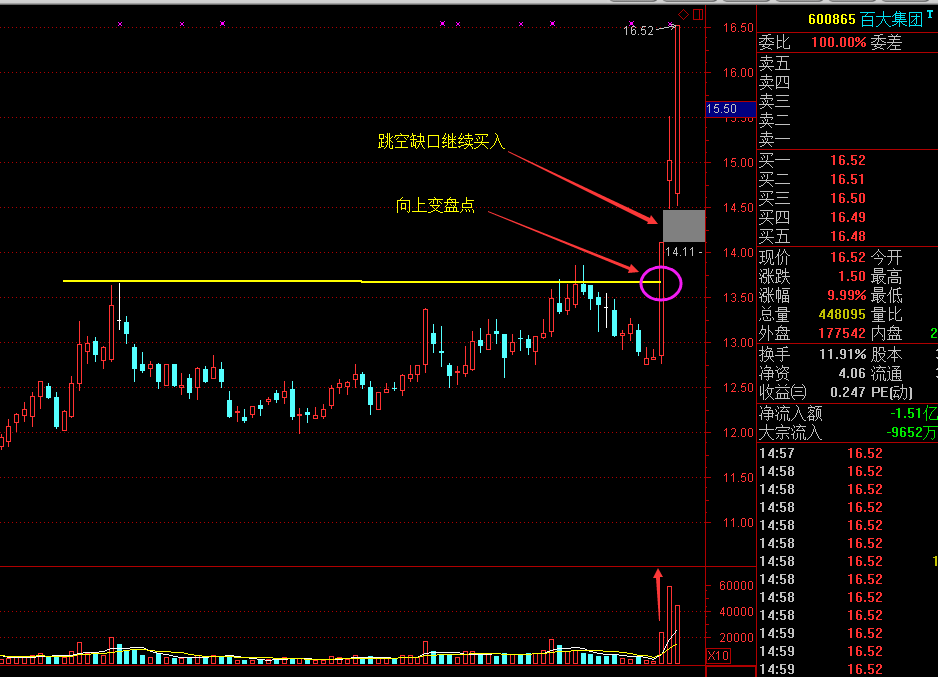 600865 百大集团 T
16.52
16.50
委比 100.00% 委差
卖五
16.00
卖四
卖三
15.50
15.50
卖二
跳空缺口继续买入
卖一
15.00
买一 16.52
买二 16.51
向上变盘点
14.50
买三 16.50
买四 16.49
买五 16.48
14.11
14.00
现价 16.52 今开
涨跌 1.50 最高
13.50
涨幅 9.99% 最低
总量 448095 量比
外盘 177542 内盘 2
13.00
换手 11.91% 股本
净资 4.06 流通
12.50
收益㈢ 0.247 PE(动)
净流入额 -1.51亿
12.00
大宗流入 -9652万
14:57 16.52
11.50
14:58 16.52
14:58 16.52
14:58 16.52
11.00
14:58 16.52
14:58 16.52
14:58 16.52 1
60000
14:58 16.52
14:58 16.52
40000
14:58 16.52
20000
14:59 16.52
X10
14:59 16.52
14:59 16.52